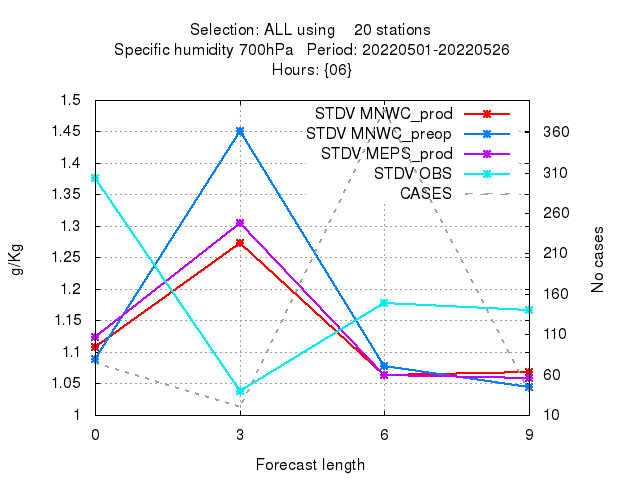 Selection: ALL using    20 stations
Specific humidity 700hPa   Period: 20220501-20220526
Hours: {06}
STDV MNWC_prod
STDV MNWC_preop
STDV MEPS_prod
STDV OBS
CASES
1.5
1.45
1.4
1.35
1.3
1.25
1.2
1.15
1.1
1.05
1
g/Kg
360
310
260
210
160
110
60
10
No cases
0 3 6 9
Forecast length